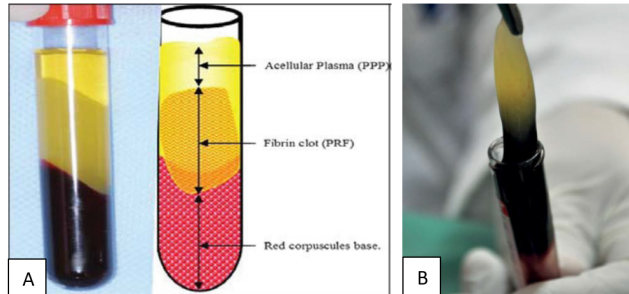 Acellular Plasma (PPP)
Fibrin clot (PRF)
Red corpuscules base.
A
B